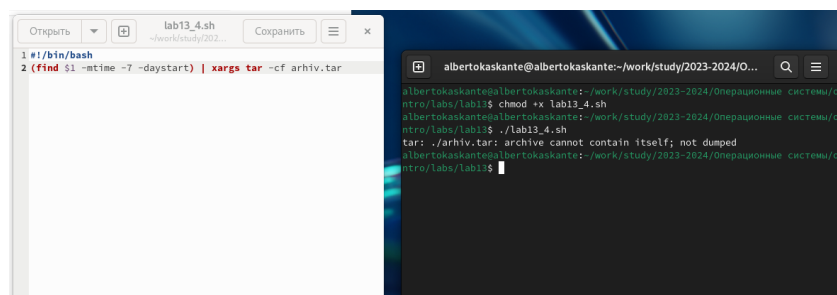 Открыть
lab13_4.sh
~/work/study/202...
Сохранить
1 #!/bin/bash
2 (find $1 -mtime -7 -daystart) | xargs tar -cf arhiv.tar
albertokaskante@albertokaskante:~/work/study/2023-2024/О...
albertokaskante@albertokaskante:~/work/study/2023-2024/Операционные системы/o
ntro/labs/lab13$ chmod +x lab13_4.sh
albertokaskante@albertokaskante:~/work/study/2023-2024/Операционные системы/o
ntro/labs/lab13$ ./lab13_4.sh
tar: ./arhiv.tar: archive cannot contain itself; not dumped
albertokaskante@albertokaskante:~/work/study/2023-2024/Операционные системы/o
ntro/labs/lab13$